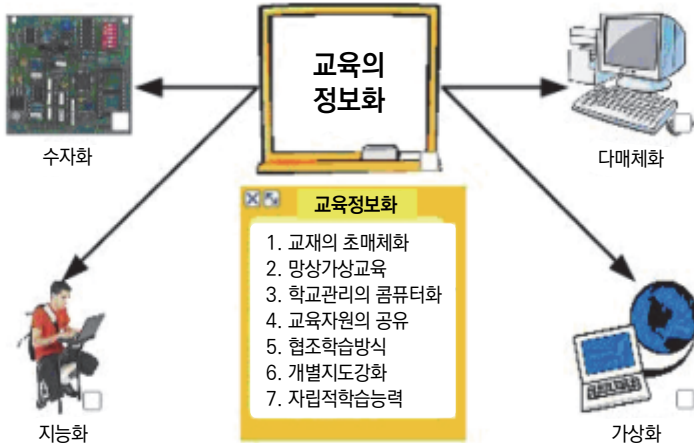 교육의
정보화
수자화
다매체화
교육정보화
1. 교재의 초매체화
2. 망상가상교육
3. 학교관리의 콤퓨터화
4. 교육자원의 공유
5. 협조학습방식
6. 개별지도강화
7. 자립적학습능력
지능화
가상화